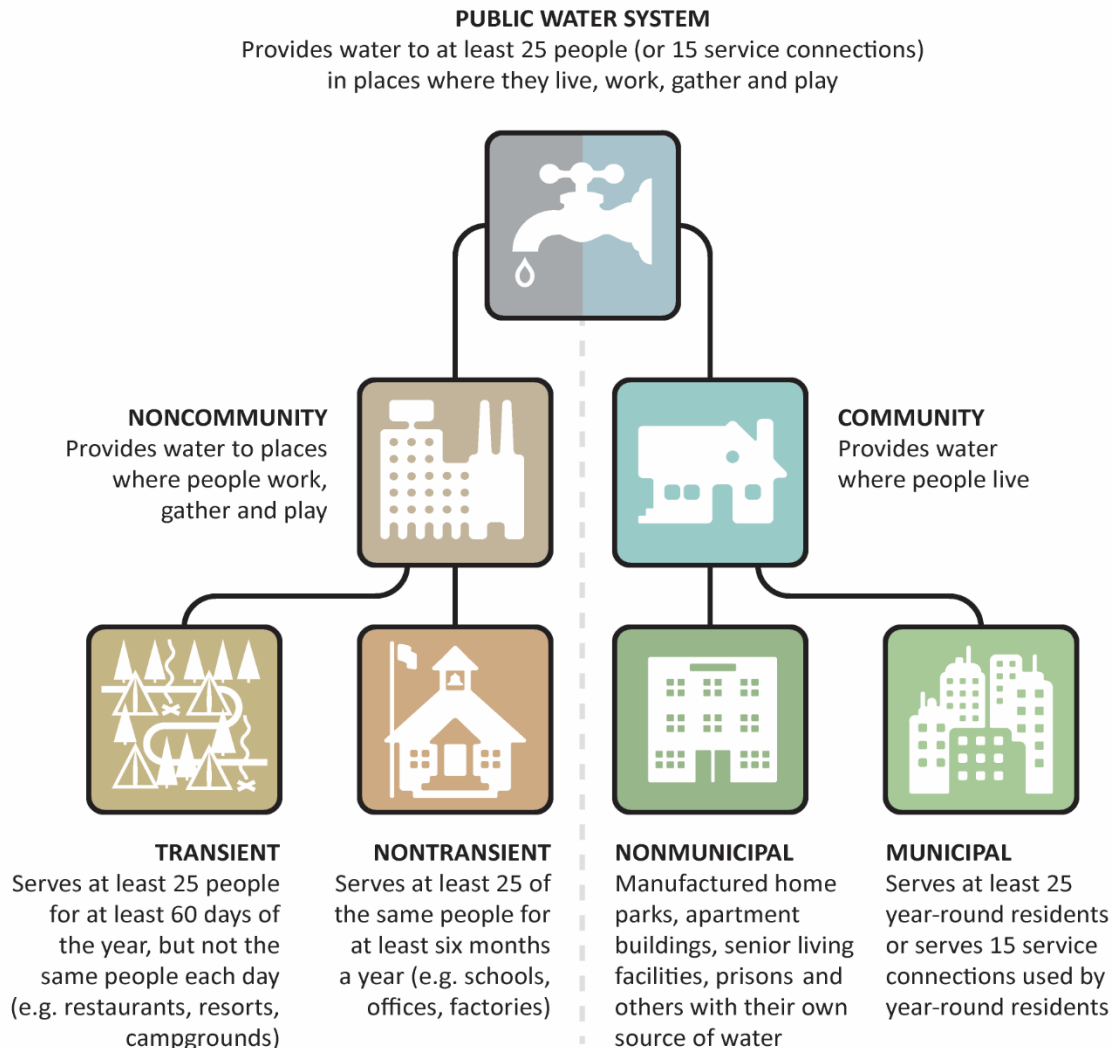 PUBLIC WATER SYSTEM
Provides water to at least 25 people (or 15 service connections)
in places where they live, work, gather and play
NONCOMMUNITY
Provides water to places
where people work,
gather and play
COMMUNITY
Provides water
where people live
TRANSIENT
Serves at least 25 people
for at least 60 days of
the year, but not the
same people each day
(e.g. restaurants, resorts,
campgrounds)
NONTRANSIENT
Serves at least 25 of
the same people for
at least six months
a year (e.g. schools,
offices, factories)
NONMUNICIPAL
Manufactured home
parks, apartment
buildings, senior living
facilities, prisons and
others with their own
source of water
MUNICIPAL
Serves at least 25
year-round residents
or serves 15 service
connections used by
year-round residents